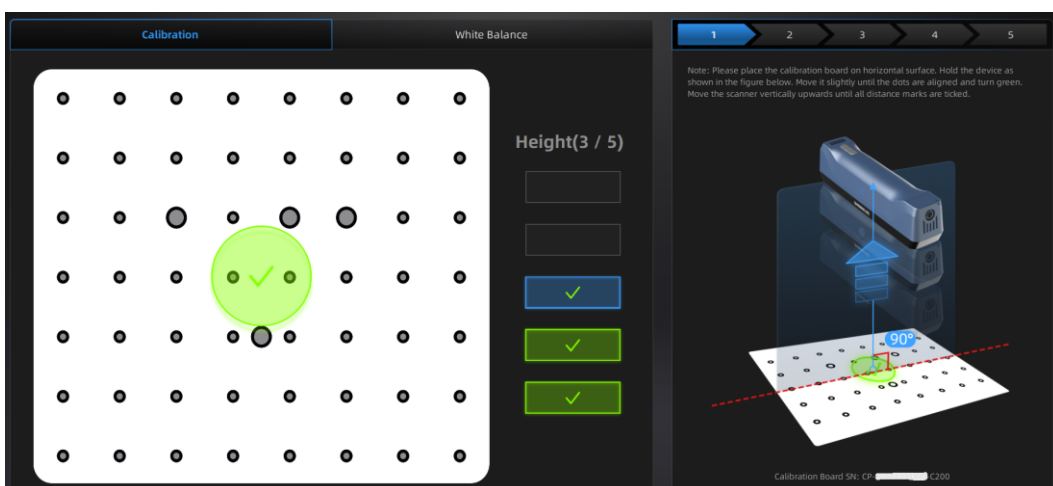 Calibration
White Balance
Height(3 / 5)
1 2 3 4 5
Note: Please place the calibration board on horizontal surface. Hold the device as
shown in the figure below. Move it slightly until the dots are aligned and turn green.
Move the scanner vertically upwards until all distance marks are ticked.
90°
Calibration Board SN: CP- C200